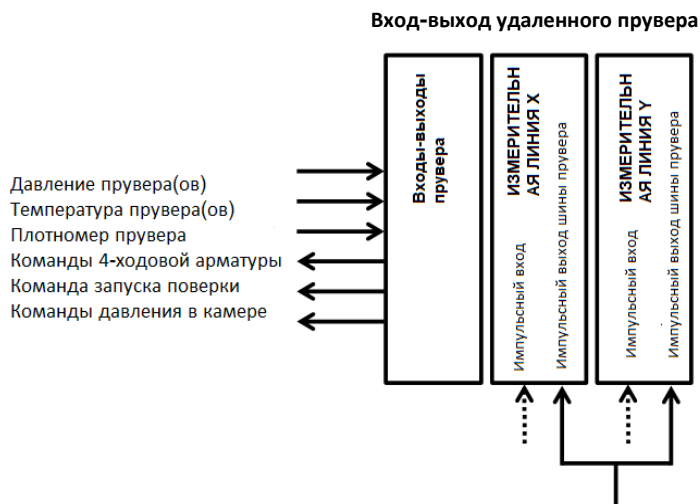 Вход-выход удаленного прувера
Давление прувера(ов)
Температура прувера(ов)
Плотномер прувера
Команды 4-ходовой арматуры
Команда запуска поверки
Команды давления в камере
Входы-выходы
прувера
ИЗМЕРИТЕЛЬН
АЯ ЛИНИЯ X
Импульсный вход
Импульсный выход шины прувера
ИЗМЕРИТЕЛЬН
АЯ ЛИНИЯ Y
Импульсный вход
Импульсный выход шины прувера